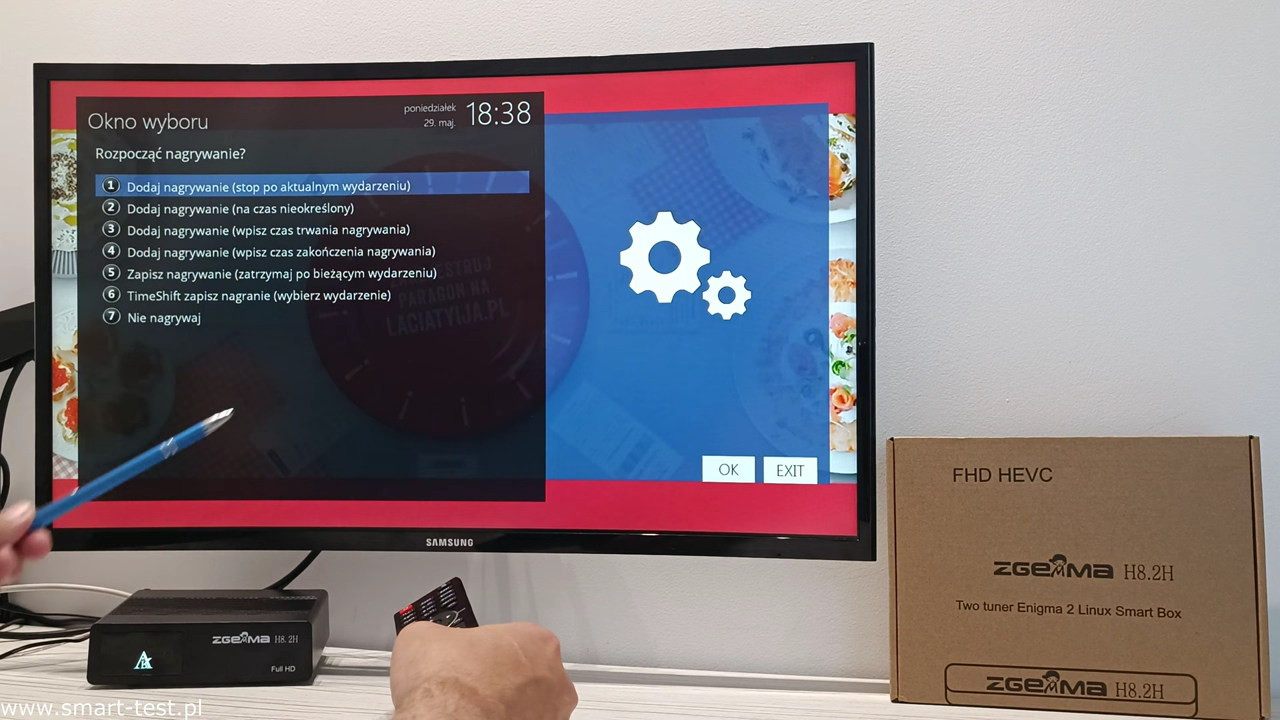 Okno wyboru
poniedziałek
29. maj.
18:38
Rozpocząć nagrywanie?
1 Dodaj nagrywanie (stop po aktualnym wydarzeniu)
2 Dodaj nagrywanie (na czas nieokreślony)
3 Dodaj nagrywanie (wpisz czas trwania nagrywania)
4 Dodaj nagrywanie (wpisz czas zakończenia nagrywania)
5 Zapisz nagrywanie (zatrzymaj po bieżącym wydarzeniu)
6 TimeShift zapisz nagranie (wybierz wydarzenie)
7 Nie nagrywaj
PARAGON NA
LACIATYIJA.PL
OK
EXIT
SAMSUNG
ZGEMMA H8.2H
Full HD
FHD HEVC
ZGEMMA H8.2H
Two tuner Enigma 2 Linux Smart Box
ZGEMMA H8.2H
www.smart-test.pl